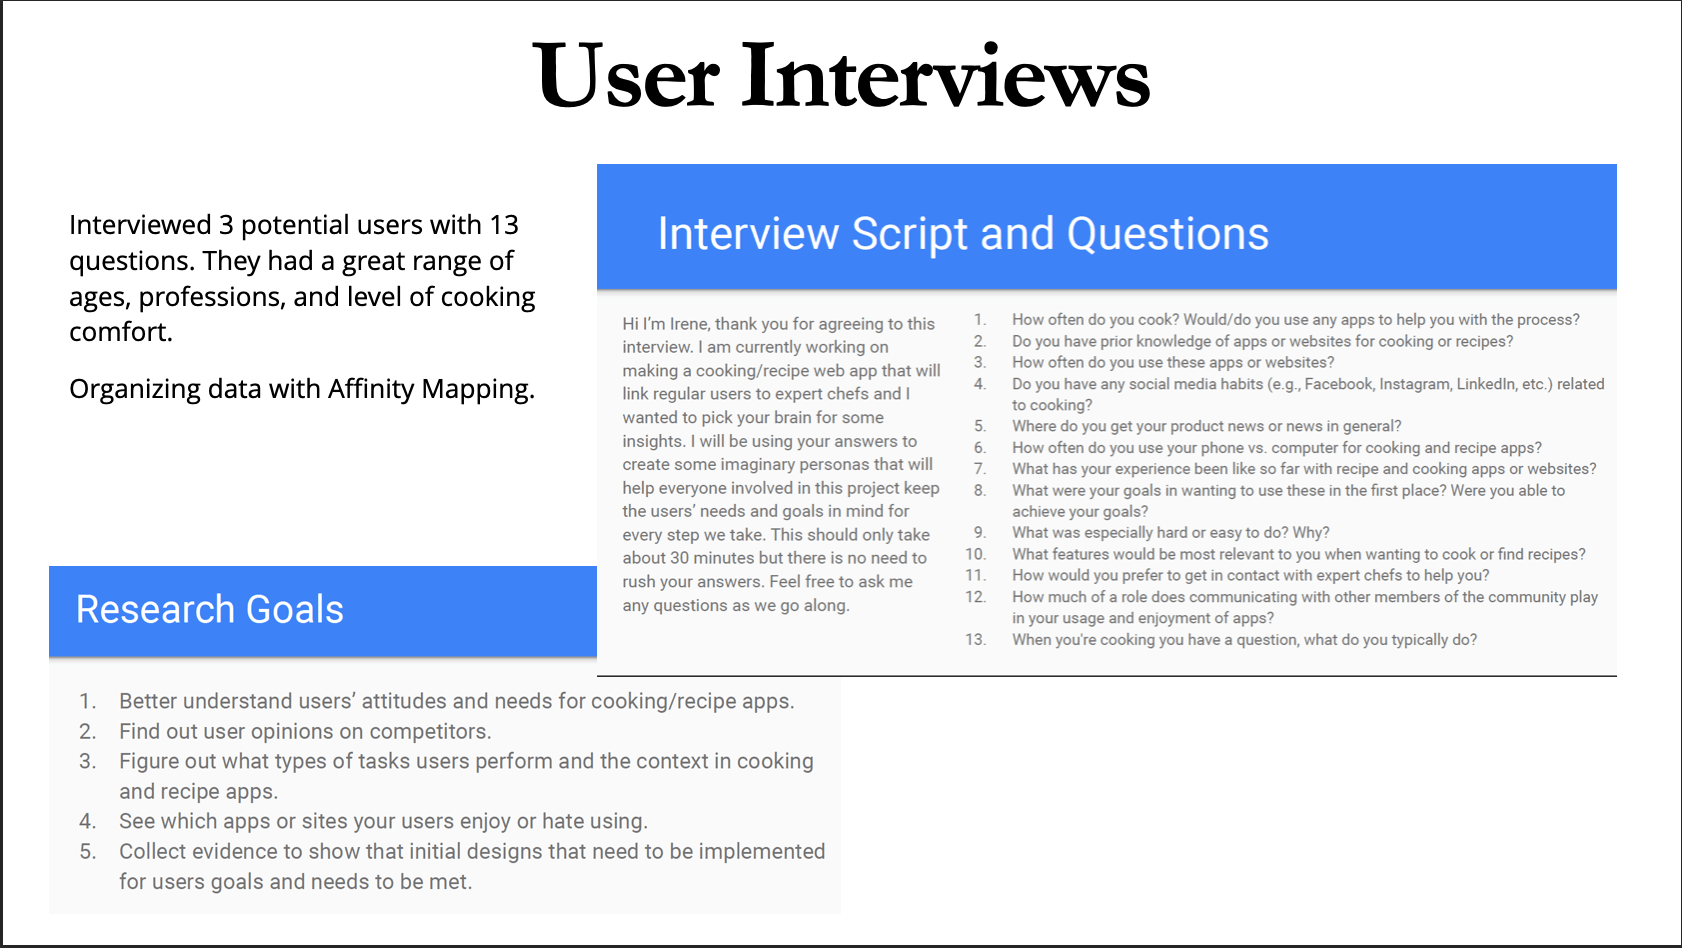 User Interviews
Interviewed 3 potential users with 13
questions. They had a great range of
ages, professions, and level of cooking
comfort.
Organizing data with Affinity Mapping.
Interview Script and Questions
Hi I'm Irene, thank you for agreeing to this
interview. I am currently working on
making a cooking/recipe web app that will
link regular users to expert chefs and I
wanted to pick your brain for some
insights. I will be using your answers to
create some imaginary personas that will
help everyone involved in this project keep
the users' needs and goals in mind for
every step we take. This should only take
about 30 minutes but there is no need to
rush your answers. Feel free to ask me
any questions as we go along.
1. How often do you cook? Would/do you use any apps to help you with the process?
2. Do you have prior knowledge of apps or websites for cooking or recipes?
3. How often do you use these apps or websites?
4. Do you have any social media habits (e.g., Facebook, Instagram, LinkedIn, etc.) related
to cooking?
5. Where do you get your product news or news in general?
6. How often do you use your phone vs. computer for cooking and recipe apps?
7. What has your experience been like so far with recipe and cooking apps or websites?
8. What were your goals in wanting to use these in the first place? Were you able to
achieve your goals?
9. What was especially hard or easy to do? Why?
10. What features would be most relevant to you when wanting to cook or find recipes?
11. How would you prefer to get in contact with expert chefs to help you?
12. How much of a role does communicating with other members of the community play
in your usage and enjoyment of apps?
13. When you're cooking you have a question, what do you typically do?
Research Goals
1. Better understand users' attitudes and needs for cooking/recipe apps.
2. Find out user opinions on competitors.
3. Figure out what types of tasks users perform and the context in cooking
and recipe apps.
4. See which apps or sites your users enjoy or hate using.
5. Collect evidence to show that initial designs that need to be implemented
for users goals and needs to be met.